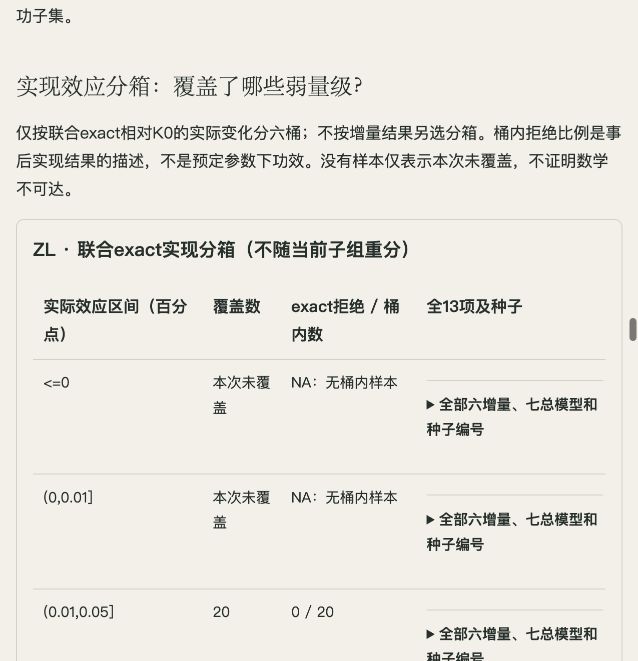 功子集。
实现效应分箱：覆盖了哪些弱量级？
仅按联合exact相对K0的实际变化分六桶；不按增量结果另选分箱。桶内拒绝比例是事
后实现结果的描述，不是预定参数下功效。没有样本仅表示本次未覆盖，不证明数学
不可达。
ZL · 联合exact实现分箱（不随当前子组重分）
实际效应区间（百分点） 覆盖数 exact拒绝 / 桶内数 全13项及种子
<=0 本次未覆盖 NA：无桶内样本 ▶ 全部六增量、七总模型和种子编号
(0,0.01] 本次未覆盖 NA：无桶内样本 ▶ 全部六增量、七总模型和种子编号
(0.01,0.05] 20 0 / 20 ▶ 全部六增量、七总模型和种子编号